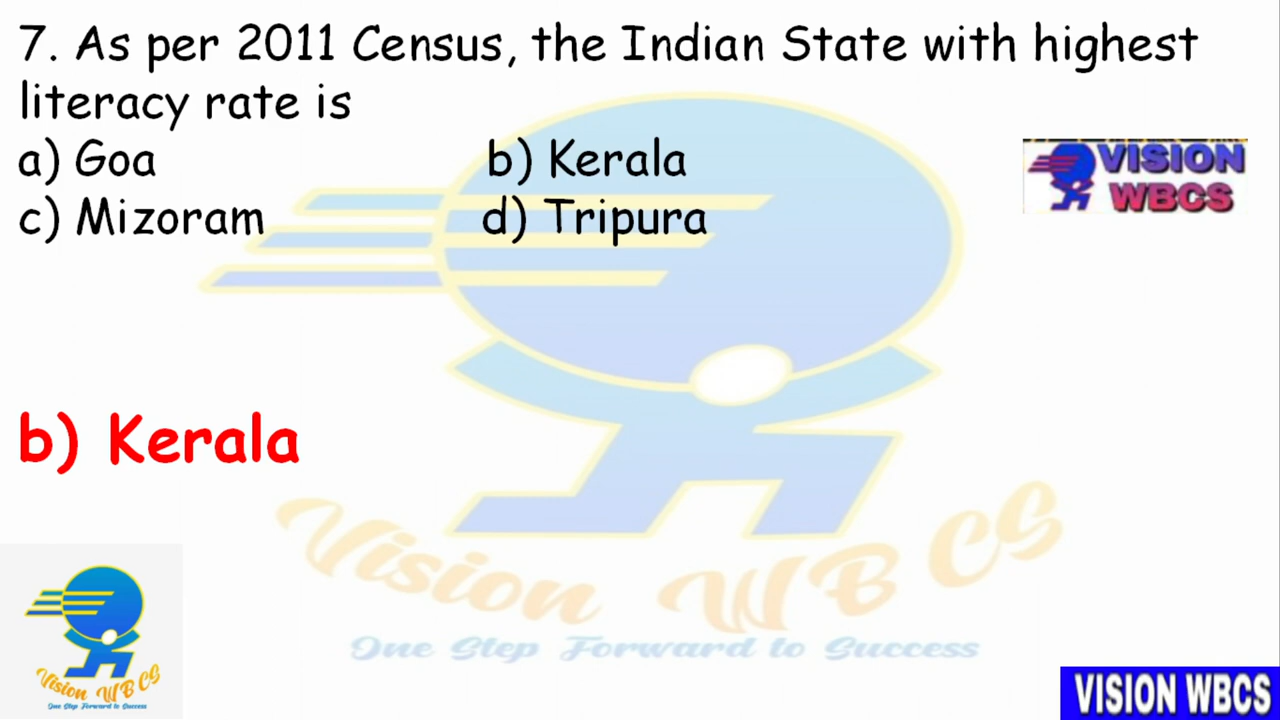 7. As per 2011 Census, the Indian State with highest
literacy rate is
a) Goa b) Kerala
c) Mizoram d) Tripura
VISION
WBCS
b) Kerala
Vision WBCS
One Step Forward to Success
Vision WBCS
One Step Forward to Success
VISION WBCS